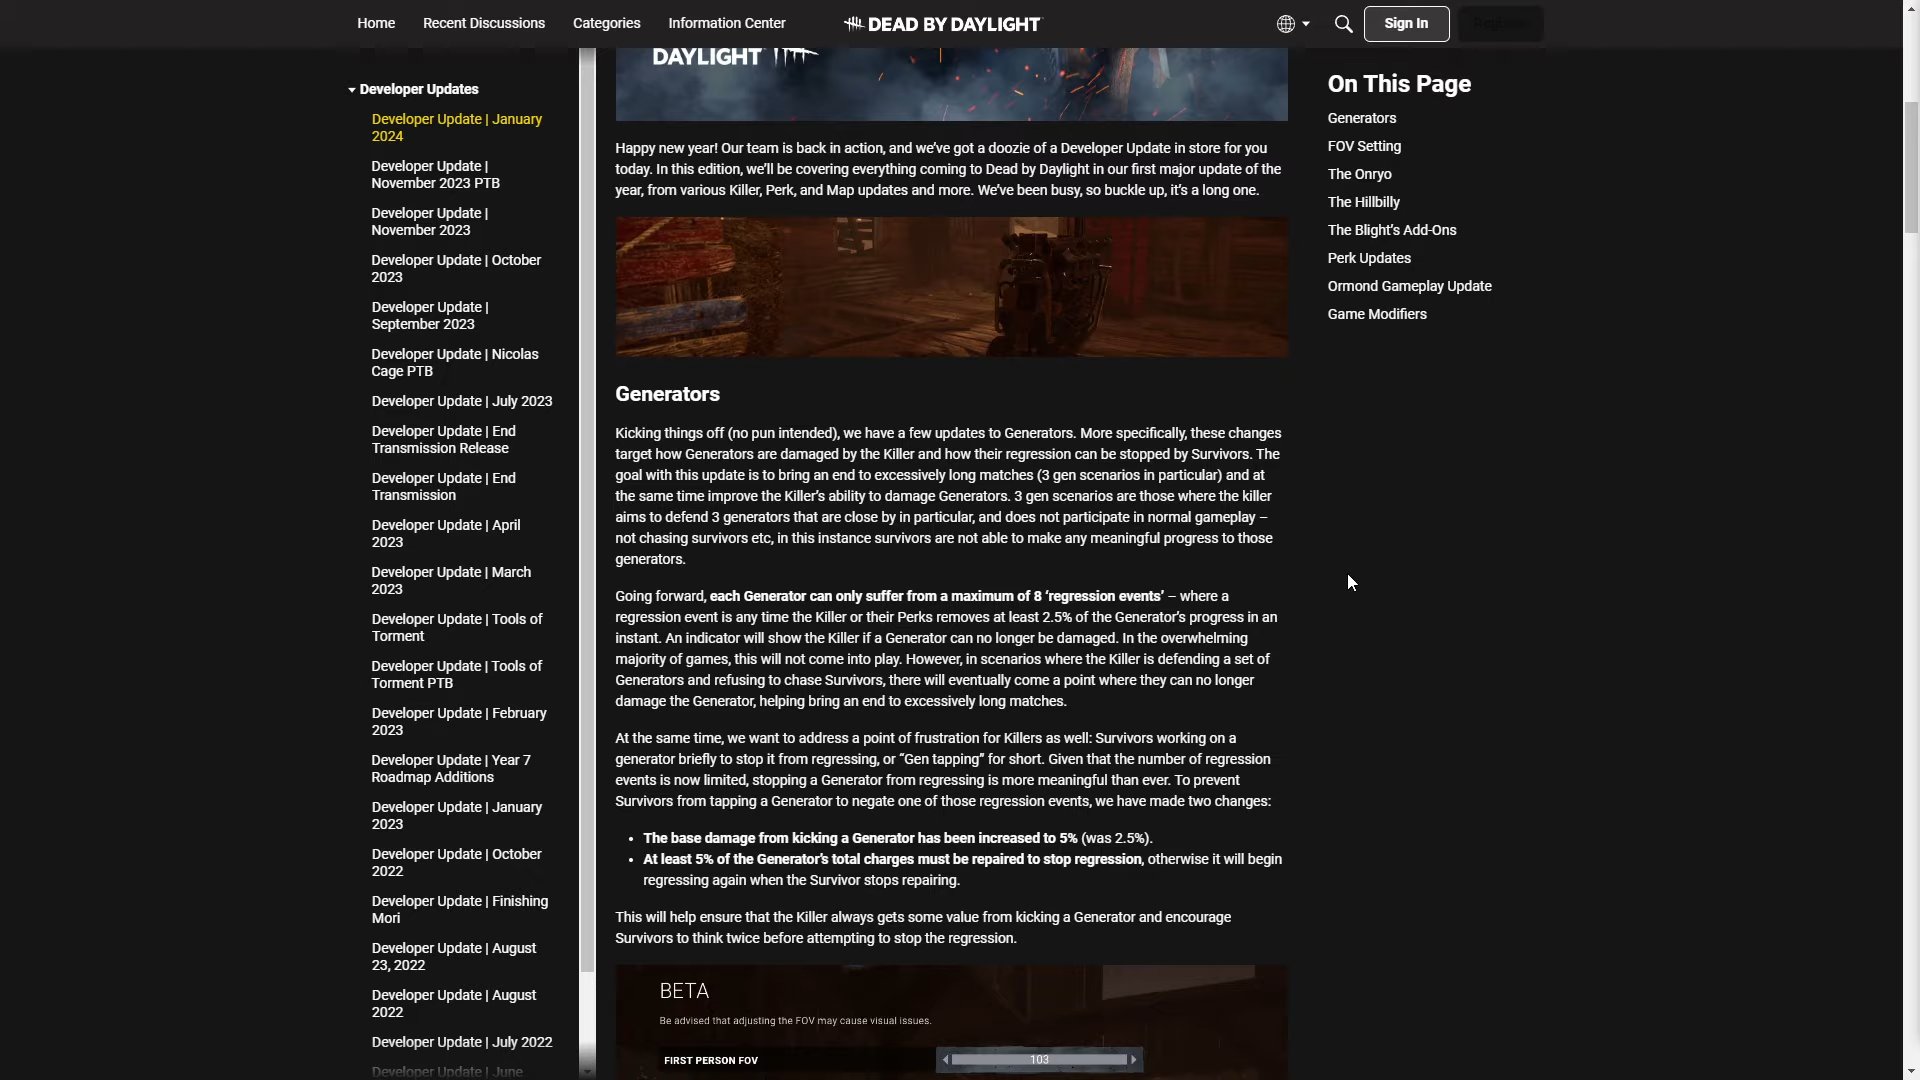 Home Recent Discussions Categories Information Center DEAD BY DAYLIGHT Sign In
Developer Updates
Developer Update | January
2024
Developer Update |
November 2023 PTB
Developer Update |
November 2023
Developer Update | October
2023
Developer Update |
September 2023
Developer Update | Nicolas
Cage PTB
Developer Update | July 2023
Developer Update | End
Transmission Release
Developer Update | End
Transmission
Developer Update | April
2023
Developer Update | March
2023
Developer Update | Tools of
Torment
Developer Update | Tools of
Torment PTB
Developer Update | February
2023
Developer Update | Year 7
Roadmap Additions
Developer Update | January
2023
Developer Update | October
2022
Developer Update | Finishing
Mori
Developer Update | August
23, 2022
Developer Update | August
2022
Developer Update | July 2022
Developer Update | June
DAYLIGHT
Happy new year! Our team is back in action, and we’ve got a doozie of a Developer Update in store for you
today. In this edition, we’ll be covering everything coming to Dead by Daylight in our first major update of the
year, from various Killer, Perk, and Map updates and more. We’ve been busy, so buckle up, it’s a long one.
Generators
Kicking things off (no pun intended), we have a few updates to Generators. More specifically, these changes
target how Generators are damaged by the Killer and how their regression can be stopped by Survivors. The
goal with this update is to bring an end to excessively long matches (3 gen scenarios in particular) and at
the same time improve the Killer’s ability to damage Generators. 3 gen scenarios are those where the killer
aims to defend 3 generators that are close by in particular, and does not participate in normal gameplay –
not chasing survivors etc, in this instance survivors are not able to make any meaningful progress to those
generators.
Going forward, each Generator can only suffer from a maximum of 8 ‘regression events’ – where a
regression event is any time the Killer or their Perks removes at least 2.5% of the Generator’s progress in an
instant. An indicator will show the Killer if a Generator can no longer be damaged. In the overwhelming
majority of games, this will not come into play. However, in scenarios where the Killer is defending a set of
Generators and refusing to chase Survivors, there will eventually come a point where they can no longer
damage the Generator, helping bring an end to excessively long matches.
At the same time, we want to address a point of frustration for Killers as well: Survivors working on a
generator briefly to stop it from regressing, or “Gen tapping” for short. Given that the number of regression
events is now limited, stopping a Generator from regressing is more meaningful than ever. To prevent
Survivors from tapping a Generator to negate one of those regression events, we have made two changes:
• The base damage from kicking a Generator has been increased to 5% (was 2.5%).
• At least 5% of the Generator’s total charges must be repaired to stop regression, otherwise it will begin
regressing again when the Survivor stops repairing.
This will help ensure that the Killer always gets some value from kicking a Generator and encourage
Survivors to think twice before attempting to stop the regression.
BETA
Be advised that adjusting the FOV may cause visual issues.
FIRST PERSON FOV 103
On This Page
Generators
FOV Setting
The Onryo
The Hillbilly
The Blight’s Add-Ons
Perk Updates
Ormond Gameplay Update
Game Modifiers